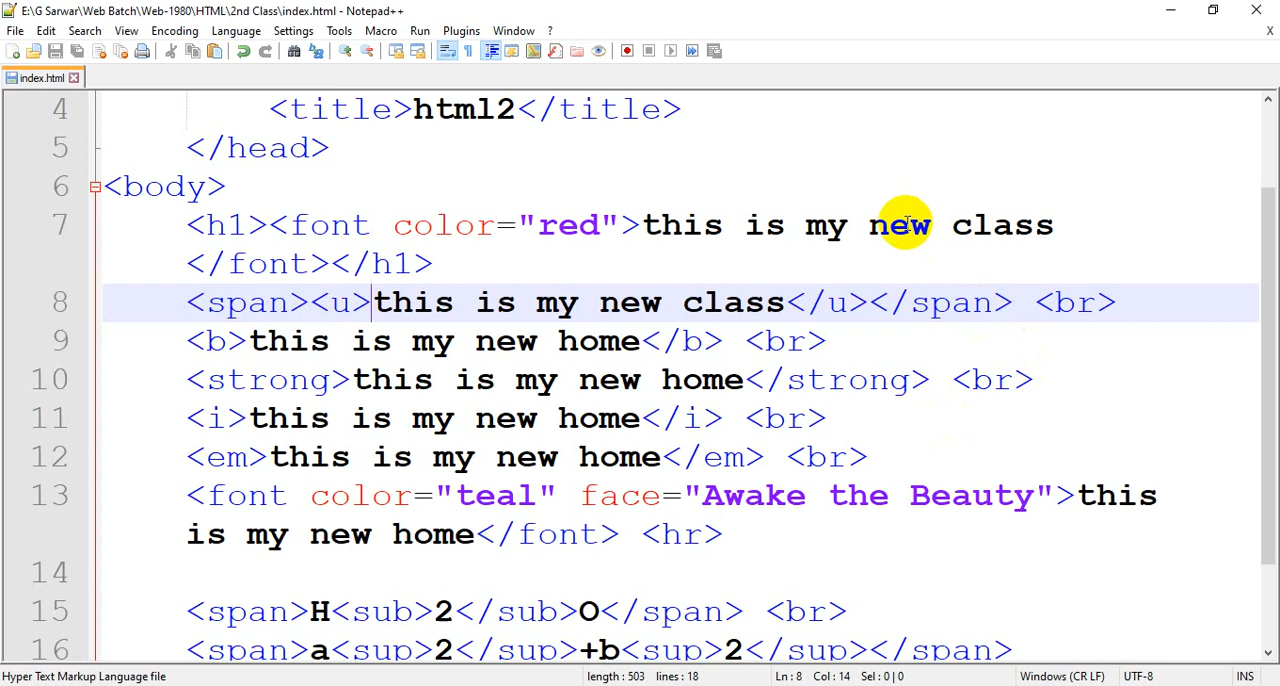 E:\G Sarwar\Web Batch\Web-1980\HTML\2nd Class\index.html - Notepad++
File Edit Search View Encoding Language Settings Tools Macro Run Plugins Window ? X
index.html
4 <title>html2</title>
5 </head>
6 <body>
7 <h1><font color="red">this is my new class
</font></h1>
8 <span><u>this is my new class</u></span> <br>
9 <b>this is my new home</b> <br>
10 <strong>this is my new home</strong> <br>
11 <i>this is my new home</i> <br>
12 <em>this is my new home</em> <br>
13 <font color="teal" face="Awake the Beauty">this
is my new home</font> <hr>
14
15 <span>H<sub>2</sub>O</span> <br>
16 <span>a<sup>2</sup>+b<sup>2</sup></span>
Hyper Text Markup Language file length : 503 lines : 18 Ln : 8 Col : 14 Sel : 0 | 0 Windows (CR LF) UTF-8 INS